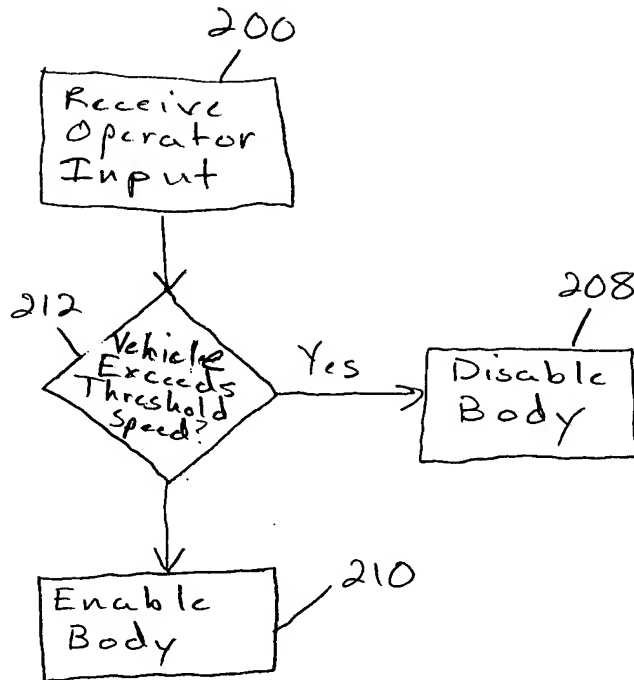 200
Receive
Operator
Input
212
Vehicle
Exceeds
Threshold
Speed?
Yes
208
Disable
Body
Enable
Body
210